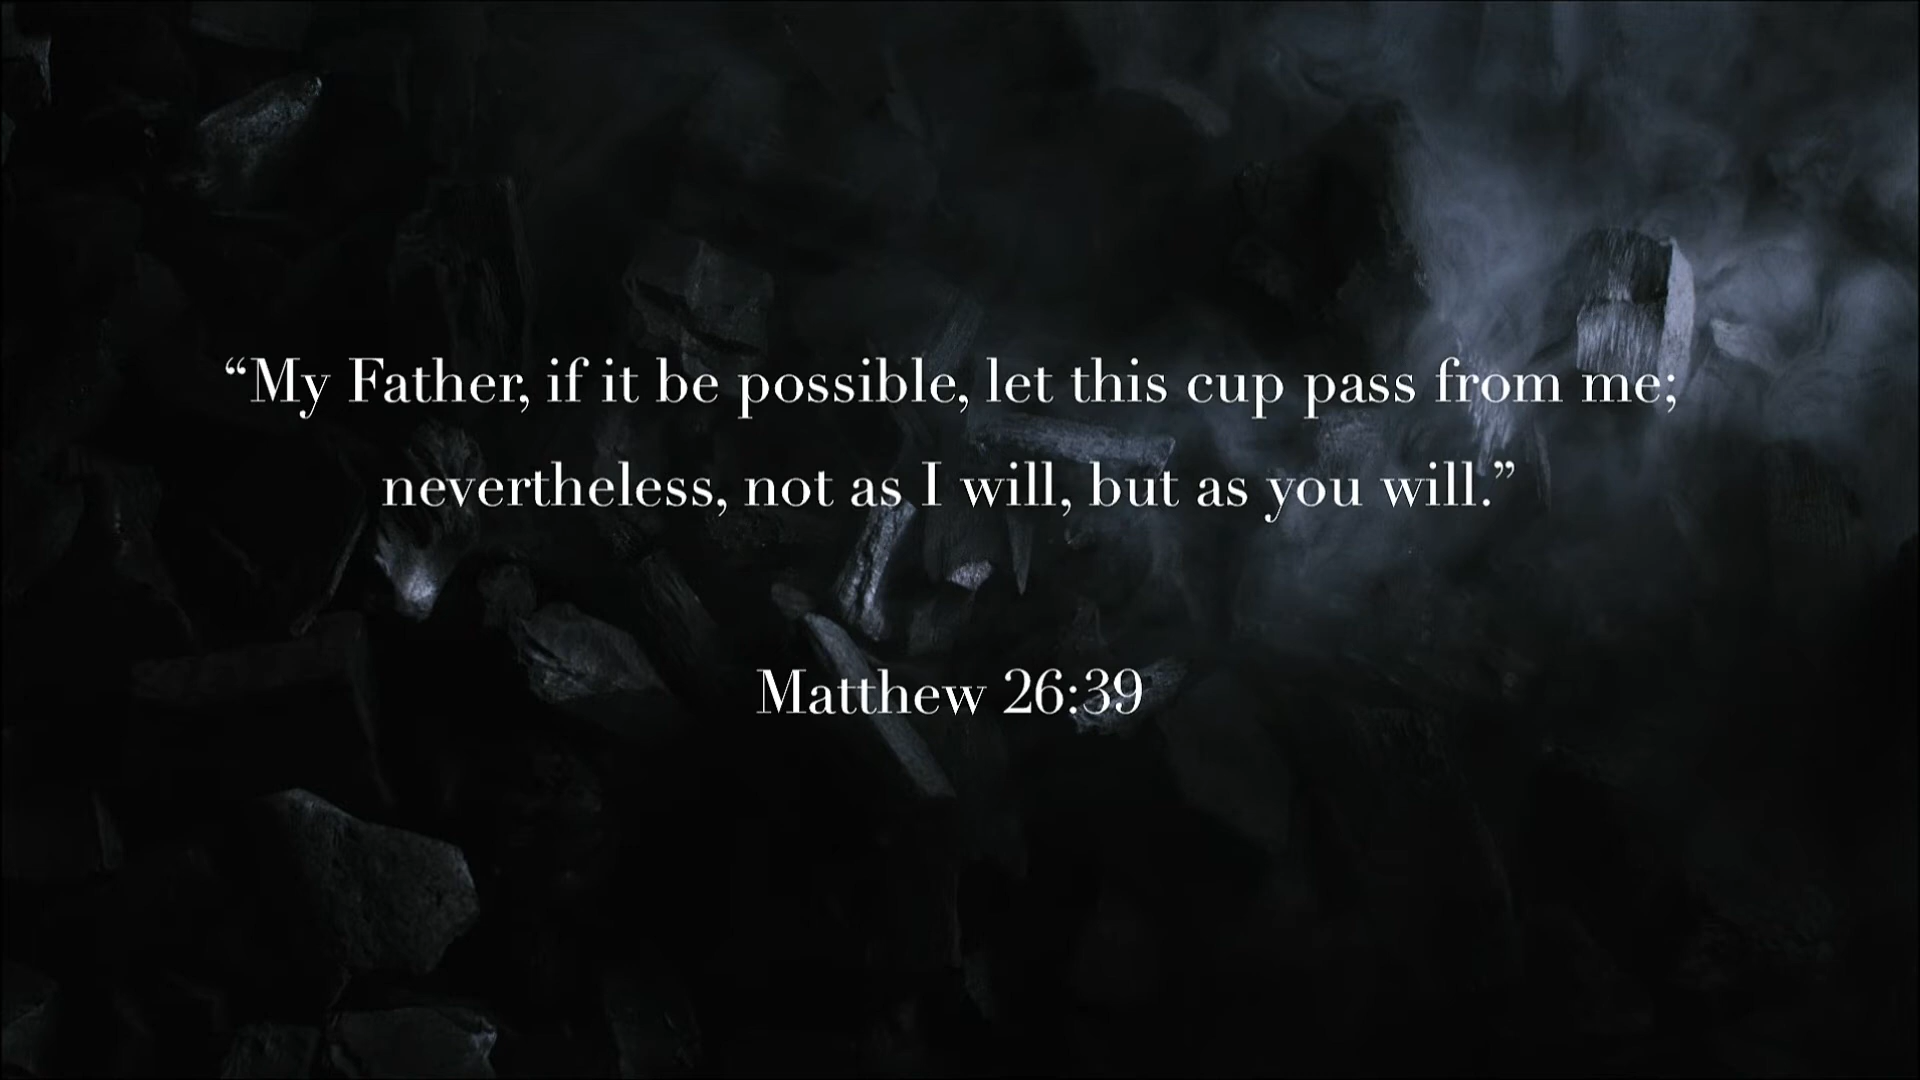 “My Father, if it be possible, let this cup pass from me;
nevertheless, not as I will, but as you will.”
Matthew 26:39